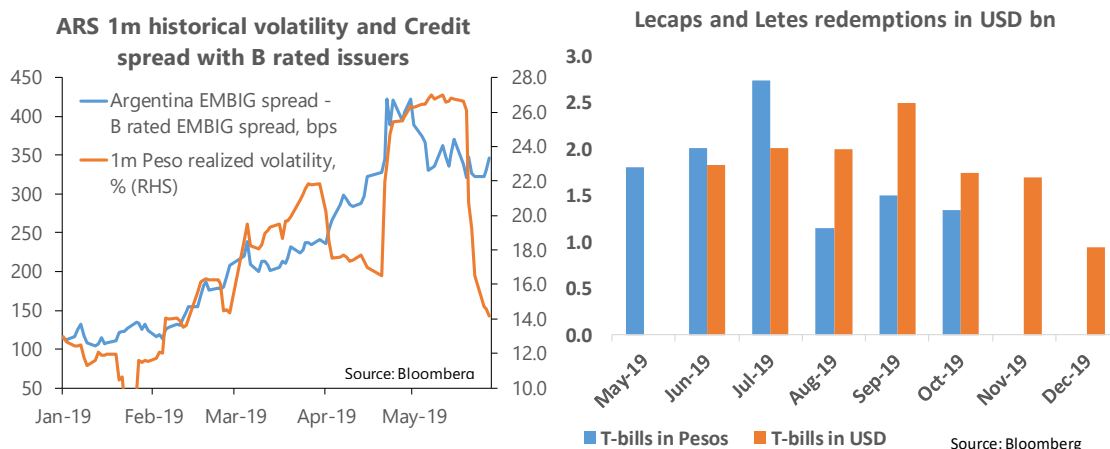 ARS 1m historical volatility and Credit
spread with B rated issuers
450
400
350
300
250
200
150
100
50
28.0
26.0
24.0
22.0
20.0
18.0
16.0
14.0
12.0
10.0
Argentina EMBIG spread -
B rated EMBIG spread, bps
1m Peso realized volatility,
% (RHS)
Source: Bloomberg
Jan-19 Feb-19 Mar-19 Apr-19 May-19
Lecaps and Letes redemptions in USD bn
3.0
2.5
2.0
1.5
1.0
0.5
0.0
May-19 Jun-19 Jul-19 Aug-19 Sep-19 Oct-19 Nov-19 Dec-19
T-bills in Pesos T-bills in USD
Source: Bloomberg